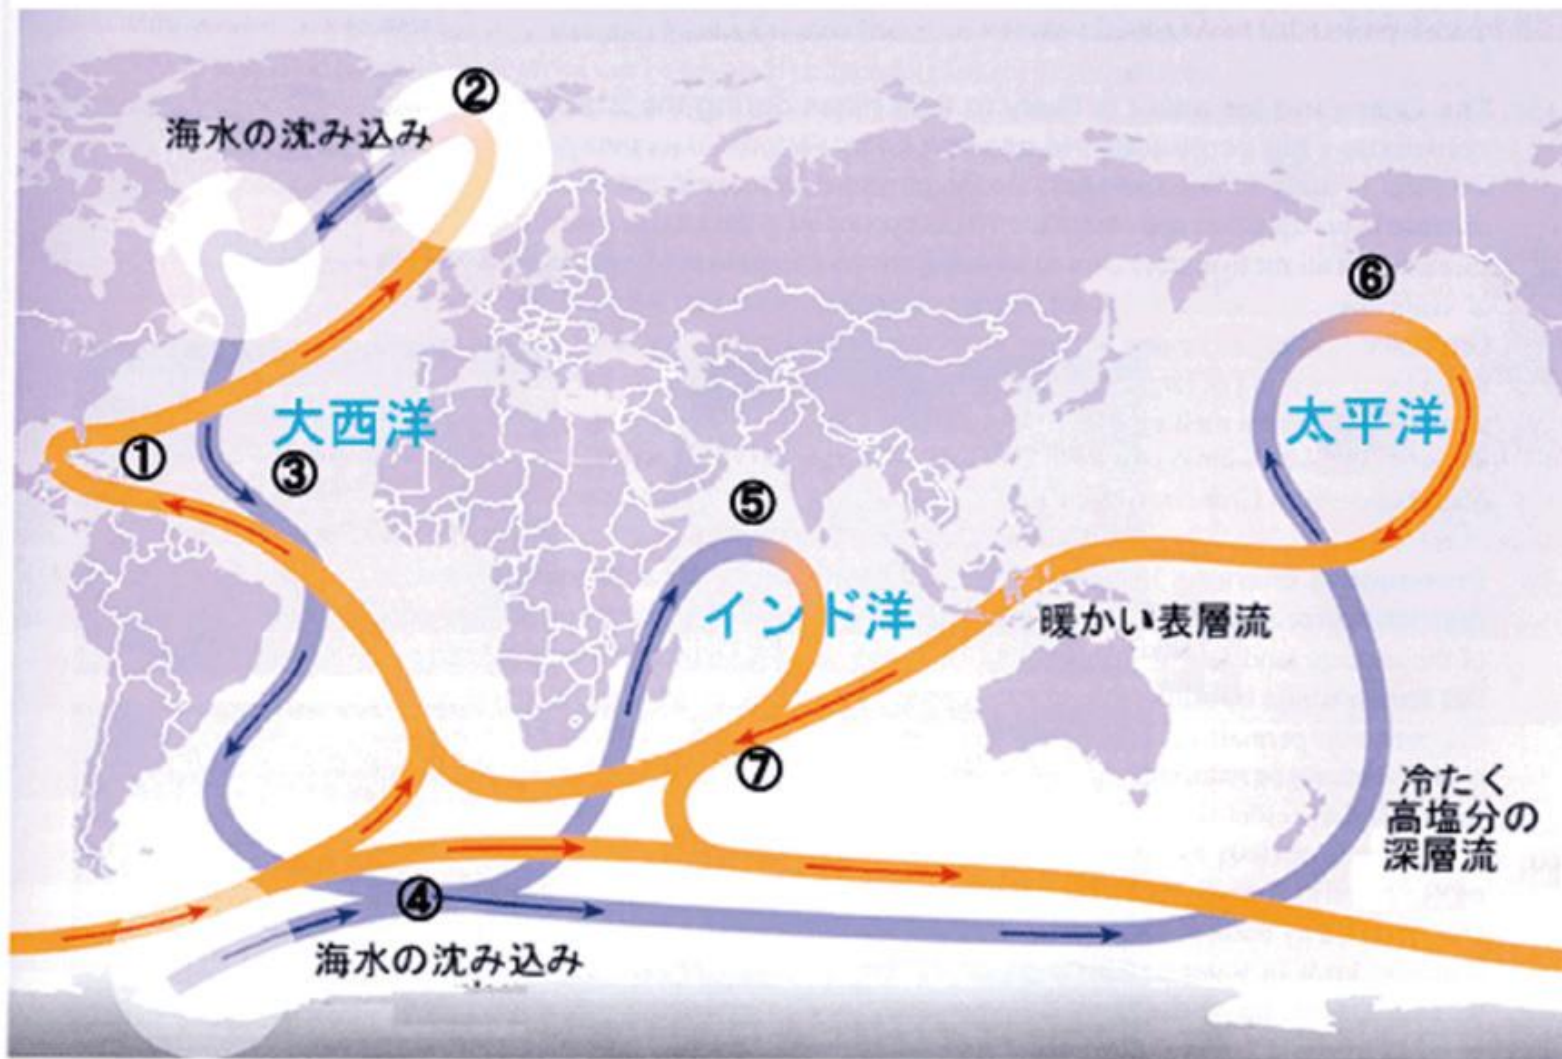 ②
海水の沈み込み
⑥
大西洋
太平洋
①
③
⑤
インド洋
暖かい表層流
⑦
冷たく
高塩分の
深層流
④
海水の沈み込み